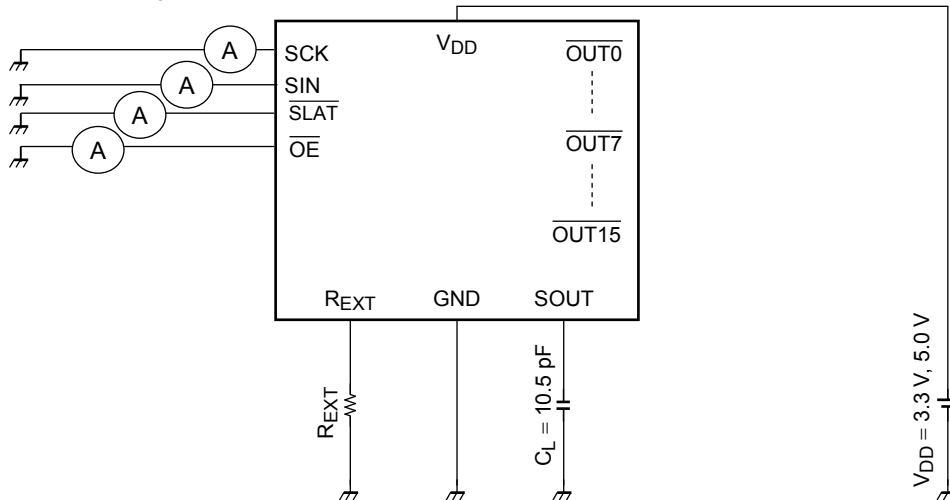 A
SCK
VDD
OUT0
A
SIN
A
SLAT
A
OE
OUT7
OUT15
REXT
GND
SOUT
REXT
CL = 10.5 pF
VDD = 3.3 V, 5.0 V